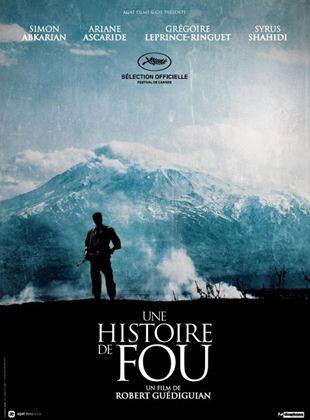 AGAT FILMS & CIE PRÉSENTE
SIMON ABKARIAN
ARIANE ASCARIDE
GRÉGOIRE LEPRINCE-RINGUET
SYRUS SHAHIDI
SÉLECTION OFFICIELLE
FESTIVAL DE CANNES
UNE
HISTOIRE
DE FOU
UN FILM DE
ROBERT GUÉDIGUIAN